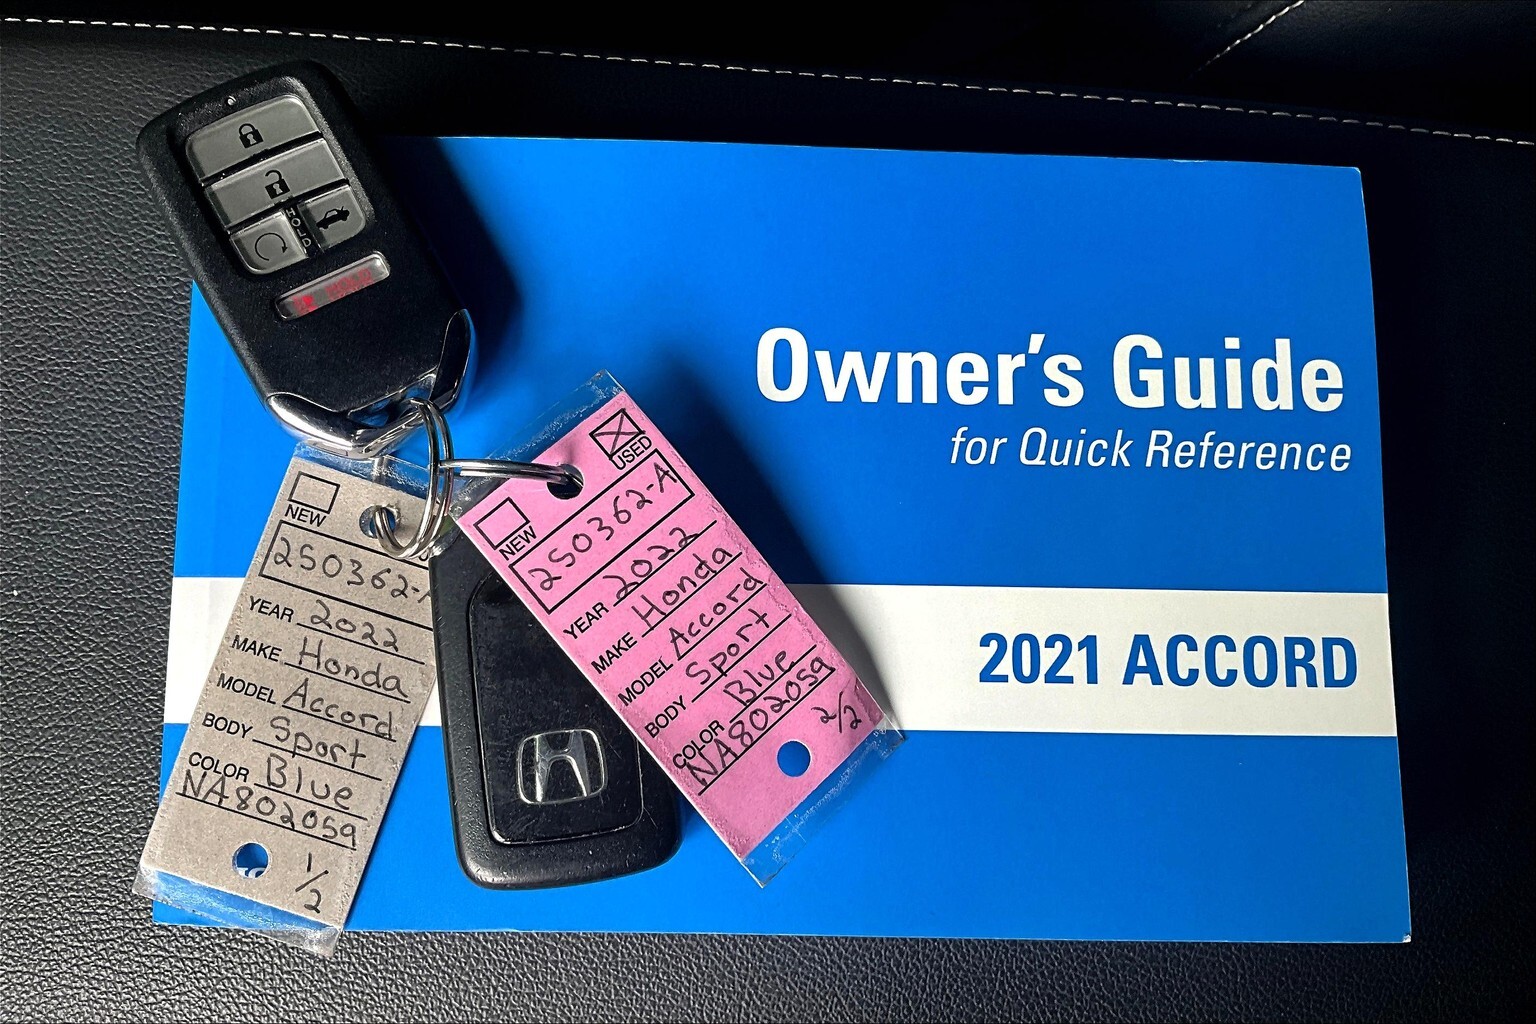 HOLD
Owner's Guide
for Quick Reference
2021 ACCORD
NEW
250362-
YEAR 2022
MAKE Honda
MODEL Accord
BODY Sport
COLOR Blue
NA802059
1/2
USED
NEW
250362-A
YEAR 2022
MAKE Honda
MODEL Accord
BODY Sport
COLOR Blue
NA802059
2/2